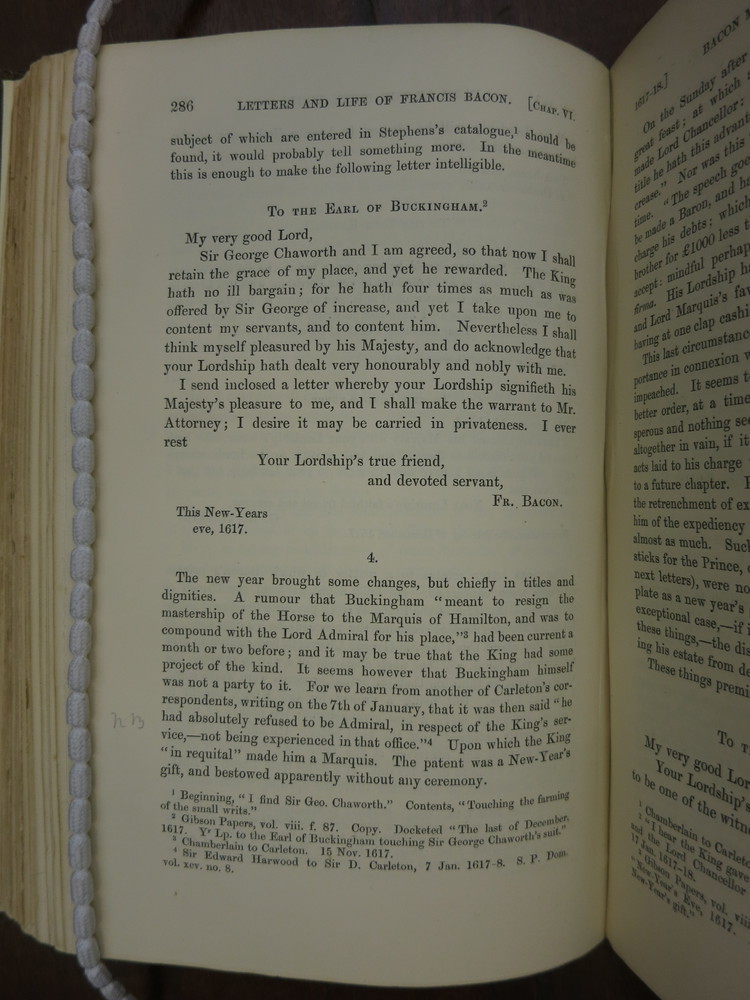 286 LETTERS AND LIFE OF FRANCIS BACON. [CHAP. VI.
subject of which are entered in Stephens's catalogue,¹ should be
found, it would probably tell something more. In the meantime
this is enough to make the following letter intelligible.
TO THE EARL OF BUCKINGHAM.²
My very good Lord,
Sir George Chaworth and I am agreed, so that now I shall
retain the grace of my place, and yet he rewarded. The King
hath no ill bargain; for he hath four times as much as was
offered by Sir George of increase, and yet I take upon me to
content my servants, and to content him. Nevertheless I shall
think myself pleasured by his Majesty, and do acknowledge that
your Lordship hath dealt very honourably and nobly with me.
I send inclosed a letter whereby your Lordship signifieth his
Majesty's pleasure to me, and I shall make the warrant to Mr.
Attorney; I desire it may be carried in privateness. I ever
rest
Your Lordship's true friend,
and devoted servant,
FR. BACON.
This New-Years
eve, 1617.
4.
The new year brought some changes, but chiefly in titles and
dignities. A rumour that Buckingham "meant to resign the
mastership of the Horse to the Marquis of Hamilton, and was to
compound with the Lord Admiral for his place,"³ had been current a
month or two before; and it may be true that the King had some
project of the kind. It seems however that Buckingham himself
was not a party to it. For we learn from another of Carleton's cor-
respondents, writing on the 7th of January, that it was then said "he
had absolutely refused to be Admiral, in respect of the King's ser-
vice,—not being experienced in that office."⁴ Upon which the King
"in requital" made him a Marquis. The patent was a New-Year's
gift, and bestowed apparently without any ceremony.
¹ Beginning, "I find Sir Geo. Chaworth." Contents, "Touching the farming
of the small writs."
² Gibson Papers, vol. viii. f. 87. Copy. Docketed "The last of December,
1617. Yʳ Lp. to the Earl of Buckingham touching Sir George Chaworth's suit."
³ Chamberlain to Carleton. 15 Nov. 1617.
⁴ Sir Edward Harwood to Sir D. Carleton, 7 Jan. 1617-8. S. P. Dom.
vol. xcv. no. 8.
1617-18.] BACON
On the Sunday after
great feast; at which
made Lord Chancellor:
title he hath this advant
crease." Nor was this
time. "The speech goe
be made a Baron, and ha
charge his debts; which
brother for £1000 less t
accept: mindful perhap
firma. His Lordship h
and Lord Marquis's fav
having at one clap cashi
This last circumstanc
portance in connexion w
impeached. It seems t
better order, at a time
sperous and nothing se
altogether in vain, if it
acts laid to his charge
to a future chapter. I
the retrenchment of ex
him of the expediency
almost as much. Suc
sticks for the Prince,
next letters), were no
plate as a new year's
exceptional case,—if i
these things,—the dis
ing his estate from de
These things premi
To T
My very good Lor
Your Lordship's
to be one of the witn
¹ Chamberlain to Carleto
² "I hear the King gave
and the Lord Chancellor
17 Jan. 1617-18.
³ Gibson Papers, vol. viii
New-Year's Eve, 1617.
New-Year's gift."